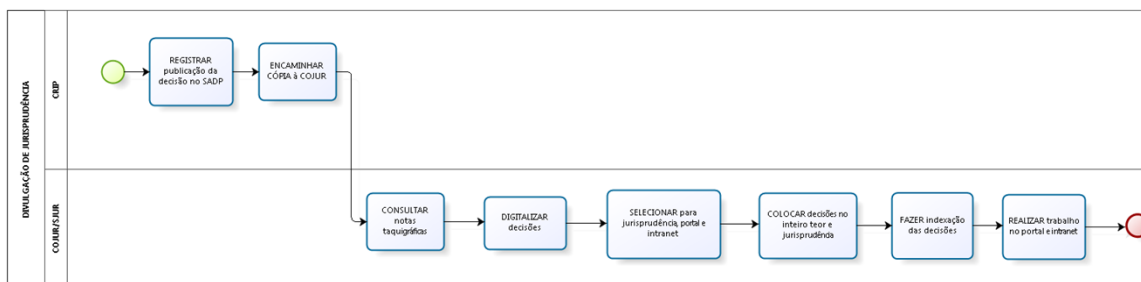 DIVULGAÇÃO DE JURISPRUDÊNCIA
CRIP
REGISTRAR
publicação da
decisão no SADP
ENCAMINHAR
CÓPIA à COJUR
COJUR/SJUR
CONSULTAR
notas
taquigráficas
DIGITALIZAR
decisões
SELECIONAR para
jurisprudência, portal e
intranet
COLOCAR decisões no
inteiro teor e
jurisprudência
FAZER indexação
das decisões
REALIZAR trabalho
no portal e intranet